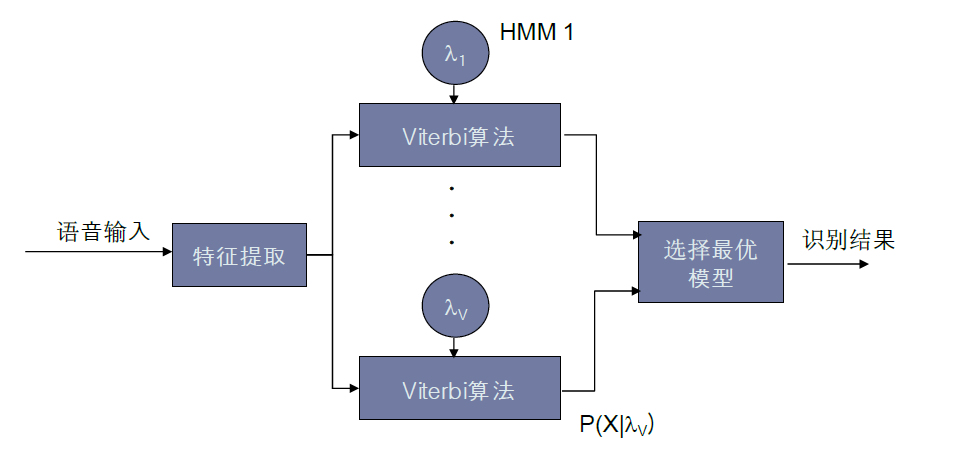 HMM 1
λ1
Viterbi算法
语音输入
特征提取
选择最优
模型
识别结果
λV
Viterbi算法
P(X|λV)